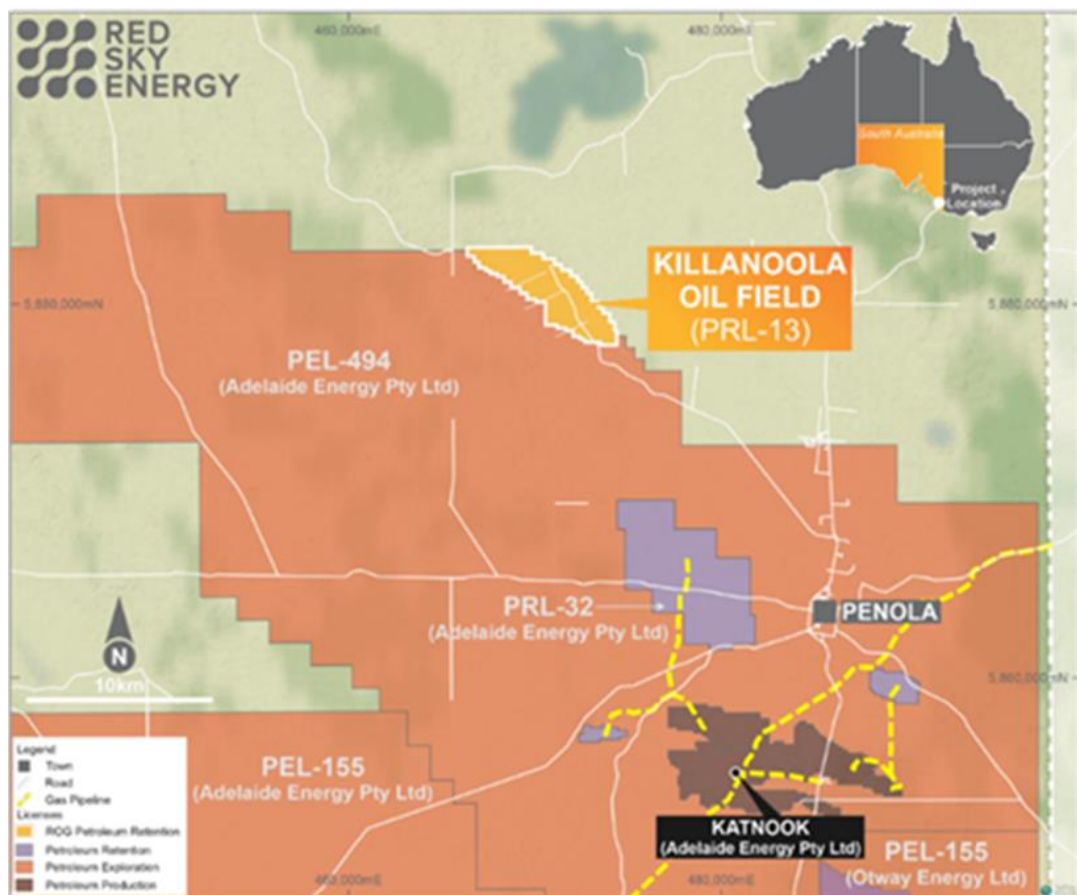 RED
SKY
ENERGY
460,000mE
480,000mE
South Australia
Project
Location
KILLANOOLA
OIL FIELD
(PRL-13)
5,880,000mN
5,880,000mN
PEL-494
(Adelaide Energy Pty Ltd)
PRL-32
(Adelaide Energy Pty Ltd)
PENOLA
N
10km
5,860,000mN
PEL-155
(Adelaide Energy Pty Ltd)
KATNOOK
(Adelaide Energy Pty Ltd)
PEL-155
(Otway Energy Ltd)
Legend
Town
Road
Gas Pipeline
Licenses
ROG Petroleum Retention
Petroleum Retention
Petroleum Exploration
Petroleum Production
460,000mE
480,000mE